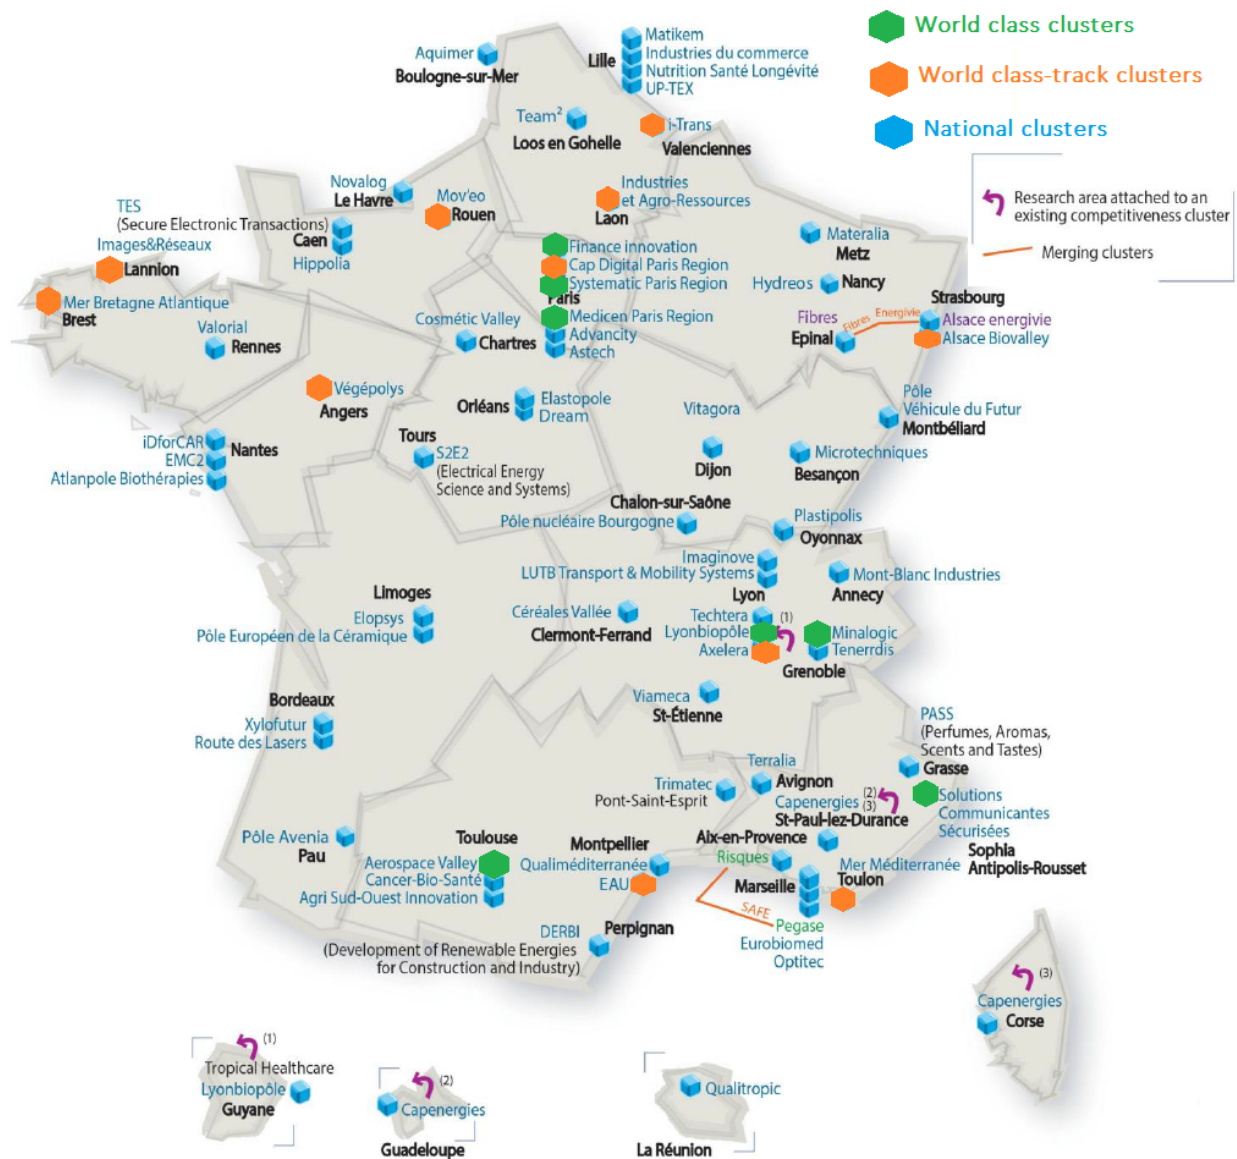 World class clusters
World class-track clusters
National clusters
Research area attached to an
existing competitiveness cluster
Merging clusters
Aquimer
Boulogne-sur-Mer
Lille
Matikem
Industries du commerce
Nutrition Santé Longévité
UP-TEX
Team²
Loos en Gohelle
i-Trans
Valenciennes
Novalog
Le Havre
Mov'eo
Rouen
Industries
et Agro-Ressources
Laon
TES
(Secure Electronic Transactions)
Caen
Hippolia
Images&Réseaux
Lannion
Mer Bretagne Atlantique
Brest
Valorial
Rennes
Finance innovation
Cap Digital Paris Region
Systematic Paris Region
Paris
Medicen Paris Region
Advancity
Astech
Cosmétic Valley
Chartres
Materalia
Metz
Hydreos
Nancy
Strasbourg
Fibres
Epinal
Fibres
Energivie
Alsace energivie
Alsace Biovalley
Végépolys
Angers
Orléans
Elastopole
Dream
Vitagora
Dijon
Pôle
Véhicule du Futur
Montbéliard
iDforCAR
EMC2
Atlanpole Biothérapies
Nantes
Tours
S2E2
(Electrical Energy
Science and Systems)
Microtechniques
Besançon
Chalon-sur-Saône
Pôle nucléaire Bourgogne
Plastipolis
Oyonnax
Imaginove
LUTB Transport & Mobility Systems
Lyon
Mont-Blanc Industries
Annecy
Limoges
Elopsys
Pôle Européen de la Céramique
Céréales Vallée
Clermont-Ferrand
Techtera
Lyonbiopôle
Axelera
(1)
Minalogic
Tenerrdis
Grenoble
Viameca
St-Étienne
Bordeaux
Xylofutur
Route des Lasers
PASS
(Perfumes, Aromas,
Scents and Tastes)
Grasse
Terralia
Avignon
Trimatec
Pont-Saint-Esprit
Capenergies
(2)
(3)
St-Paul-lez-Durance
Solutions
Communicantes
Sécurisées
Sophia
Antipolis-Rousset
Pôle Avenia
Pau
Toulouse
Aerospace Valley
Cancer-Bio-Santé
Agri Sud-Ouest Innovation
Montpellier
Qualiméditerranée
EAU
Aix-en-Provence
Risques
Marseille
Mer Méditerranée
Toulon
SAFE
Pegase
Eurobiomed
Optitec
DERBI
(Development of Renewable Energies
for Construction and Industry)
Perpignan
(3)
Capenergies
Corse
(1)
Tropical Healthcare
Lyonbiopôle
Guyane
(2)
Capenergies
Guadeloupe
Qualitropic
La Réunion